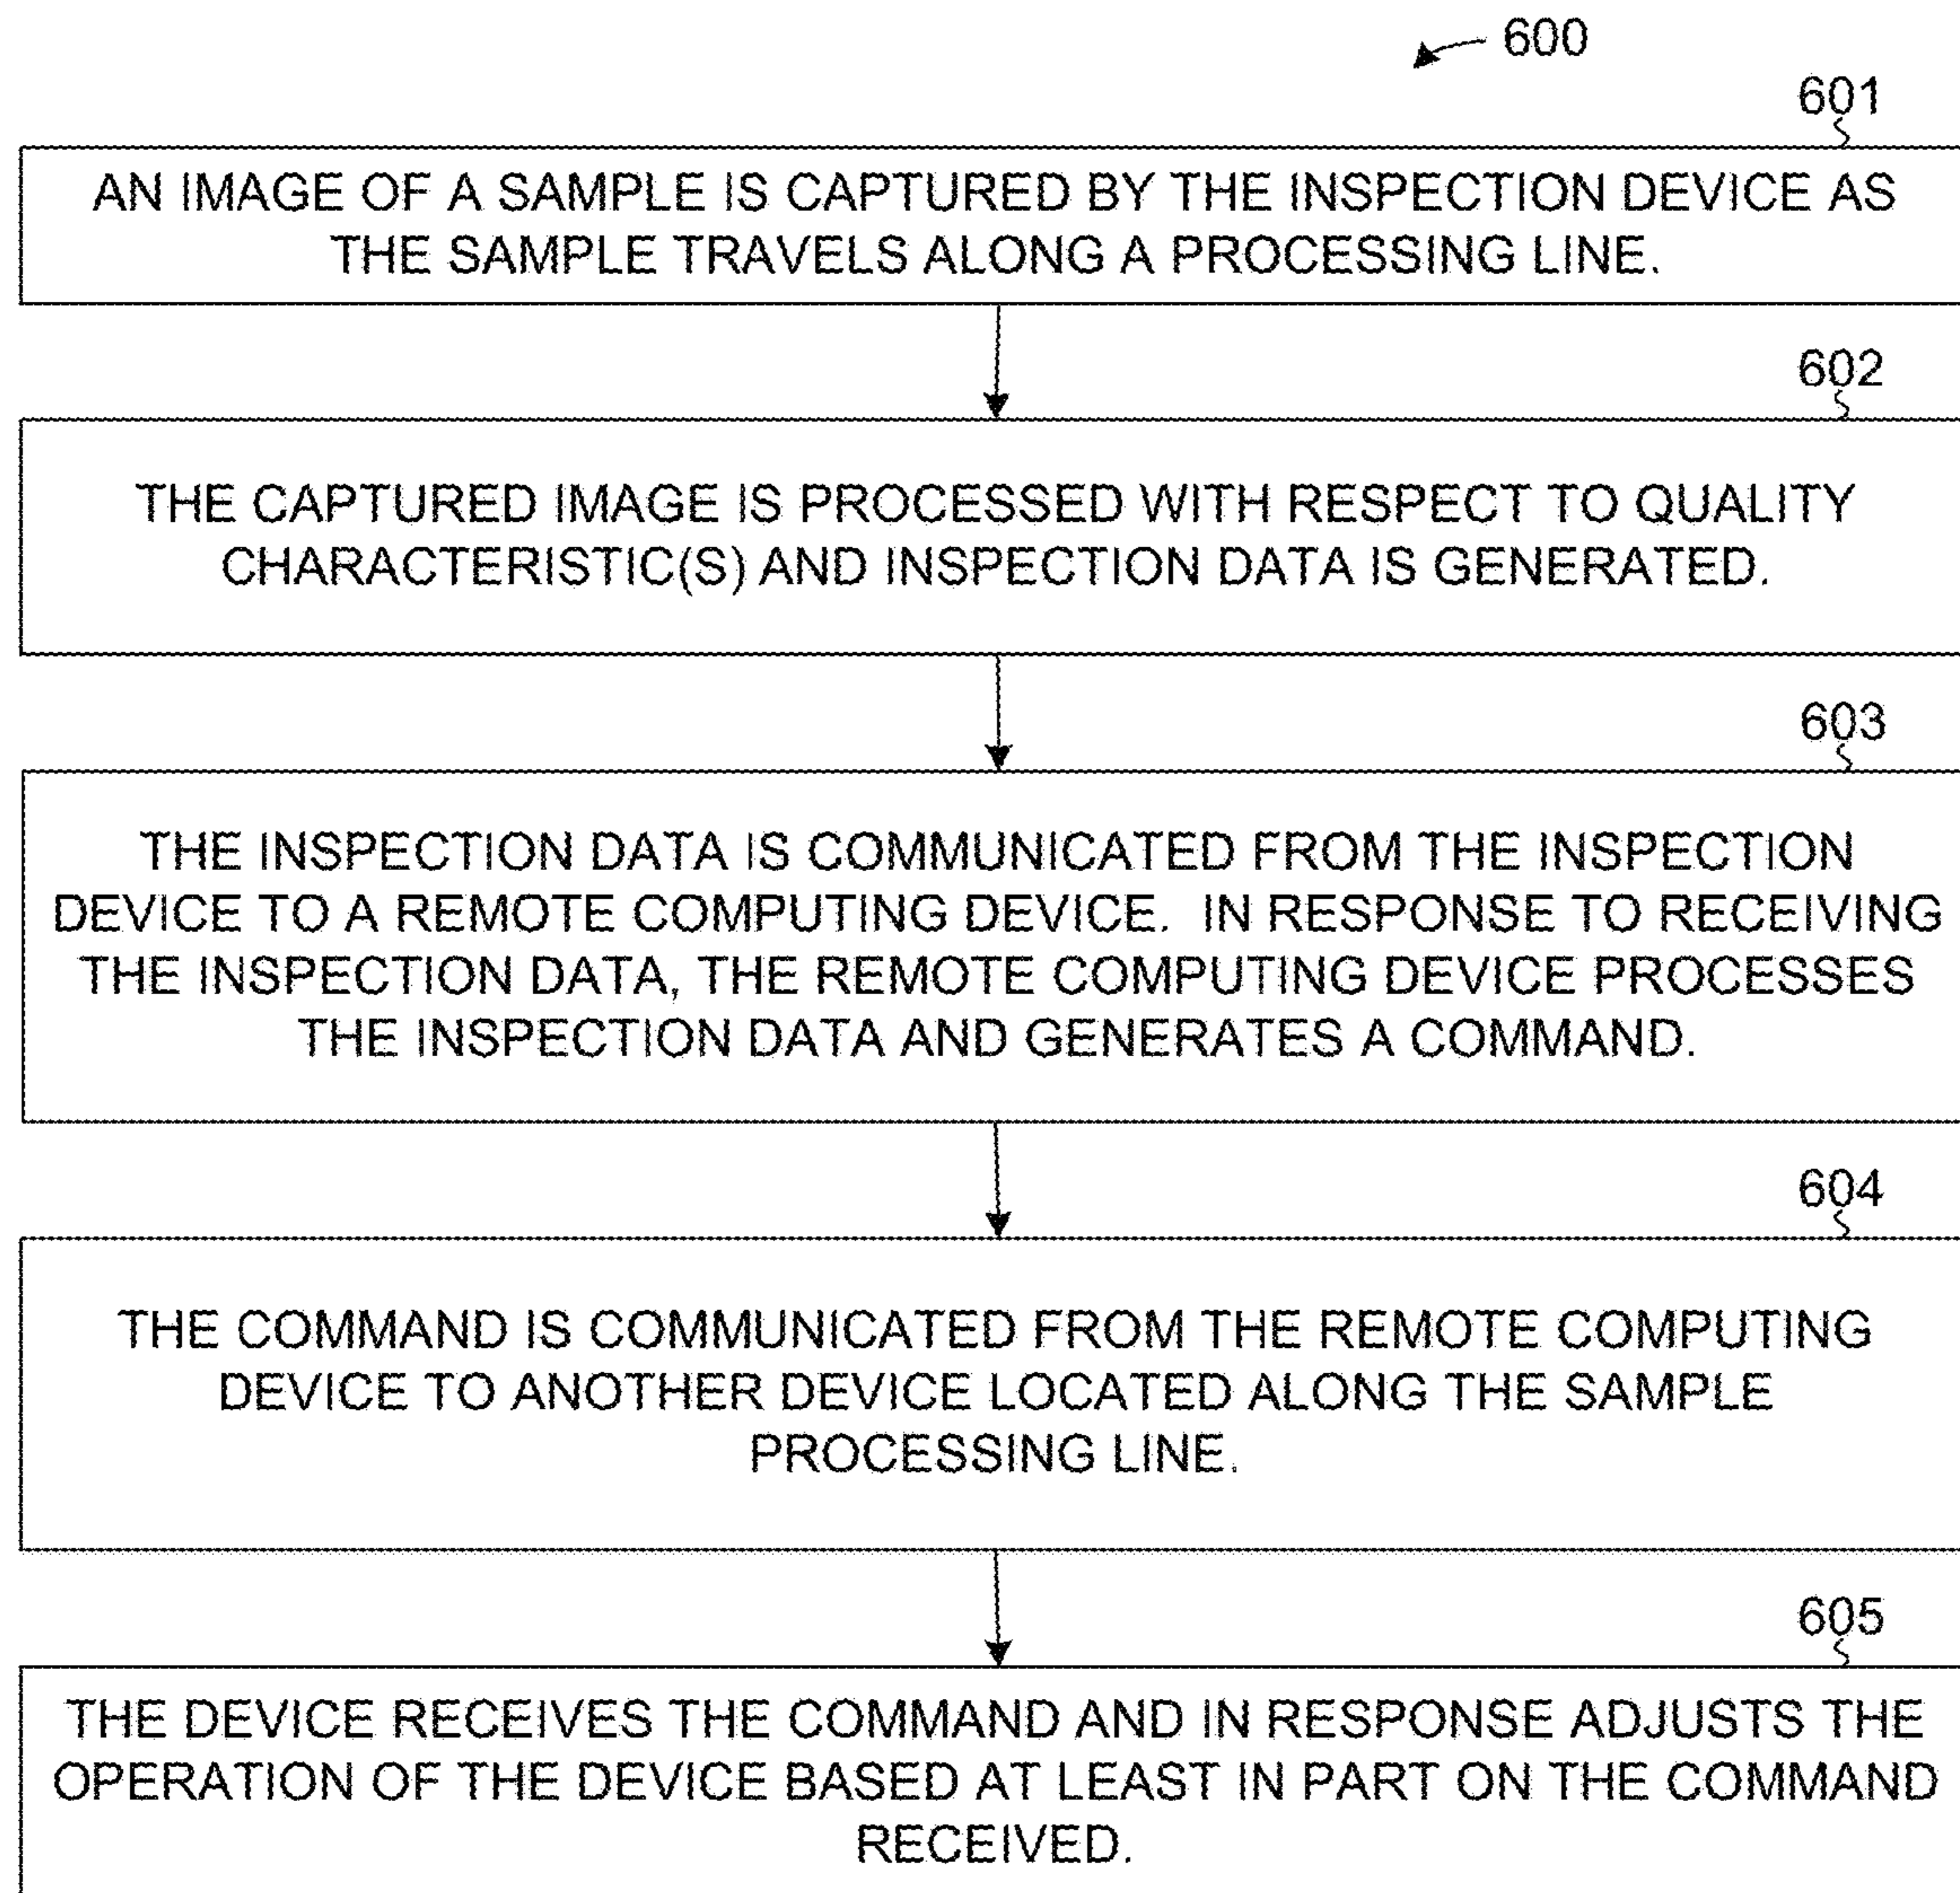 600
601
AN IMAGE OF A SAMPLE IS CAPTURED BY THE INSPECTION DEVICE AS
THE SAMPLE TRAVELS ALONG A PROCESSING LINE.
602
THE CAPTURED IMAGE IS PROCESSED WITH RESPECT TO QUALITY
CHARACTERISTIC(S) AND INSPECTION DATA IS GENERATED.
603
THE INSPECTION DATA IS COMMUNICATED FROM THE INSPECTION
DEVICE TO A REMOTE COMPUTING DEVICE. IN RESPONSE TO RECEIVING
THE INSPECTION DATA, THE REMOTE COMPUTING DEVICE PROCESSES
THE INSPECTION DATA AND GENERATES A COMMAND.
604
THE COMMAND IS COMMUNICATED FROM THE REMOTE COMPUTING
DEVICE TO ANOTHER DEVICE LOCATED ALONG THE SAMPLE
PROCESSING LINE.
605
THE DEVICE RECEIVES THE COMMAND AND IN RESPONSE ADJUSTS THE
OPERATION OF THE DEVICE BASED AT LEAST IN PART ON THE COMMAND
RECEIVED.